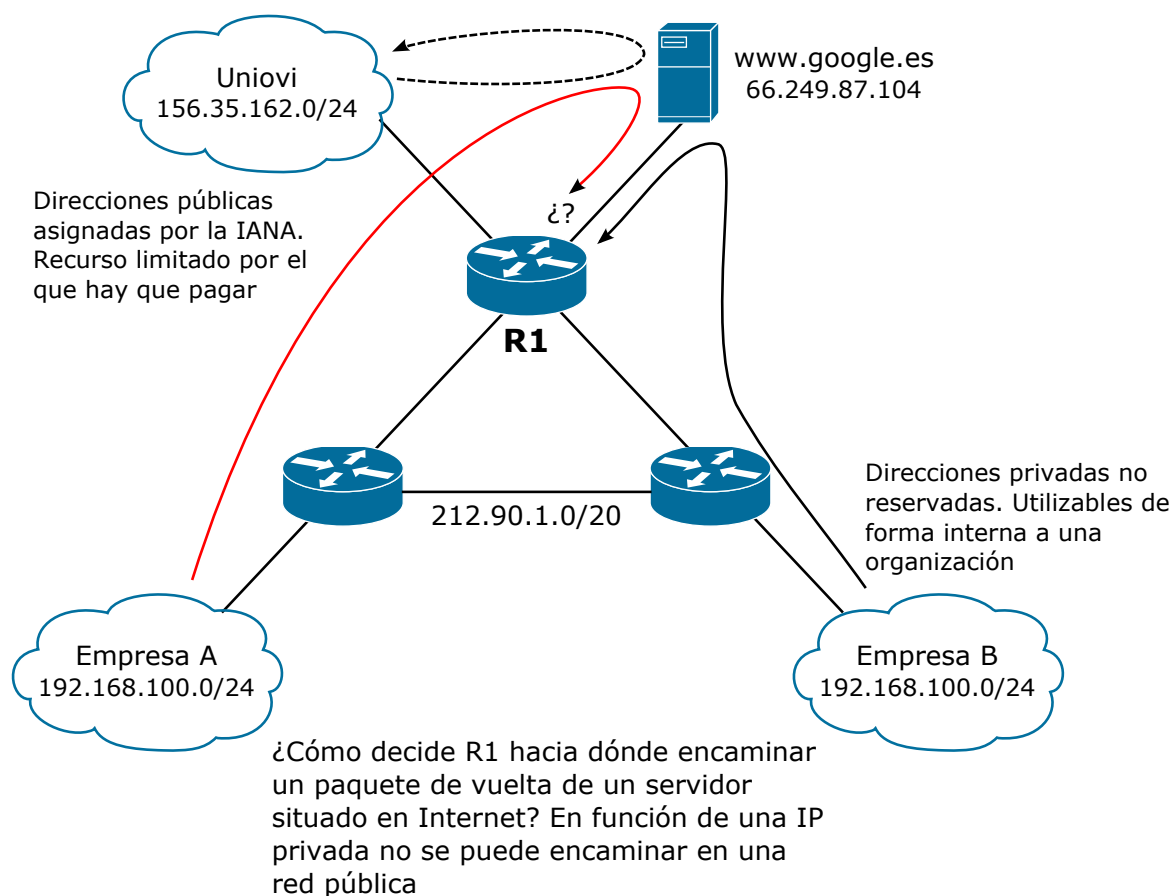 Uniovi
156.35.162.0/24
www.google.es
66.249.87.104
Direcciones públicas
asignadas por la IANA.
Recurso limitado por el
que hay que pagar
¿?
R1
212.90.1.0/20
Direcciones privadas no
reservadas. Utilizables de
forma interna a una
organización
Empresa A
192.168.100.0/24
Empresa B
192.168.100.0/24
¿Cómo decide R1 hacia dónde encaminar
un paquete de vuelta de un servidor
situado en Internet? En función de una IP
privada no se puede encaminar en una
red pública